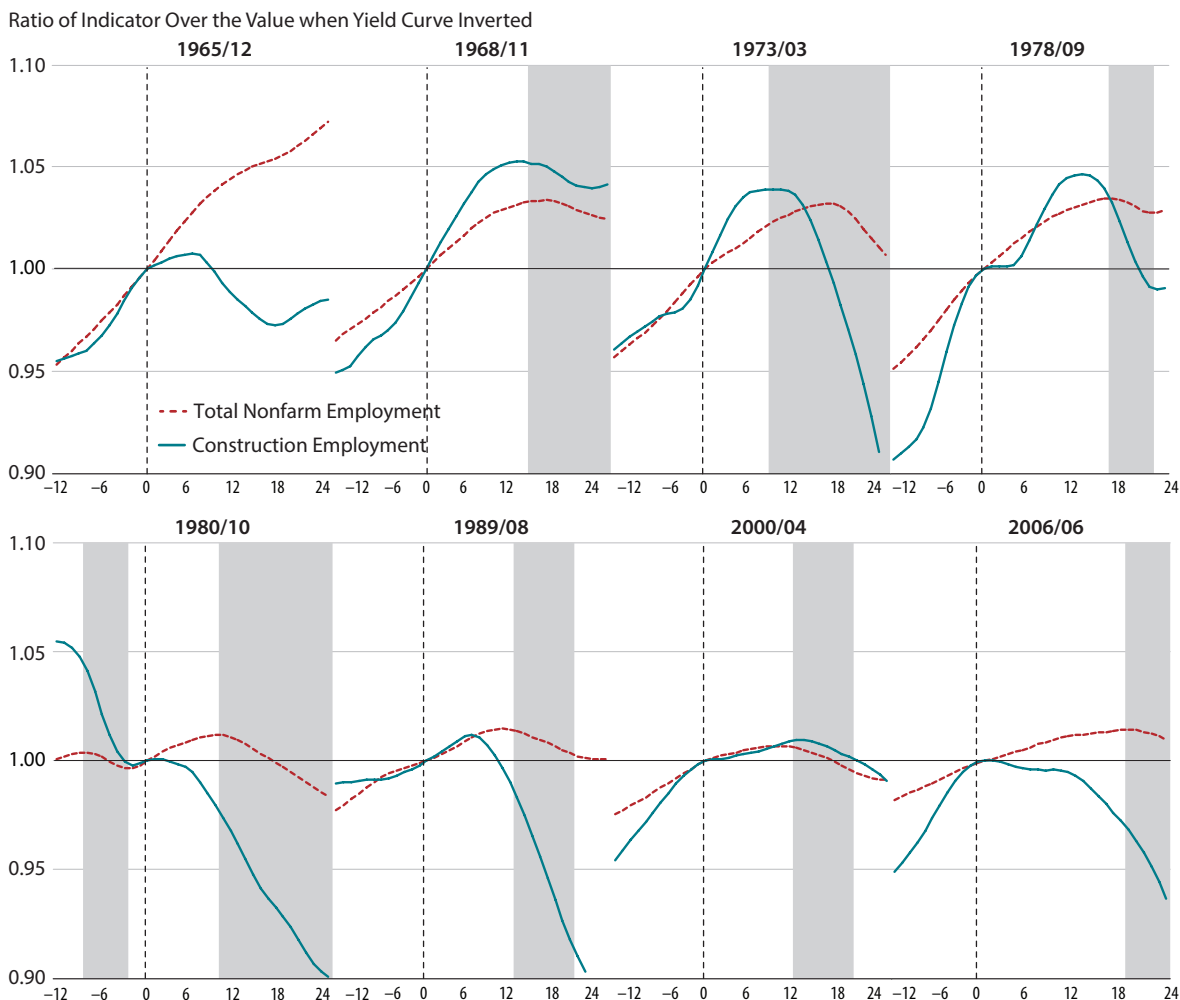 Ratio of Indicator Over the Value when Yield Curve Inverted
1965/12 1968/11 1973/03 1978/09
1.10
1.05
1.00
0.95
Total Nonfarm Employment
Construction Employment
0.90
−12 −6 0 6 12 18 24 −12 −6 0 6 12 18 24 −12 −6 0 6 12 18 24 −12 −6 0 6 12 18 24
1980/10 1989/08 2000/04 2006/06
1.10
1.05
1.00
0.95
0.90
−12 −6 0 6 12 18 24 −12 −6 0 6 12 18 24 −12 −6 0 6 12 18 24 −12 −6 0 6 12 18 24